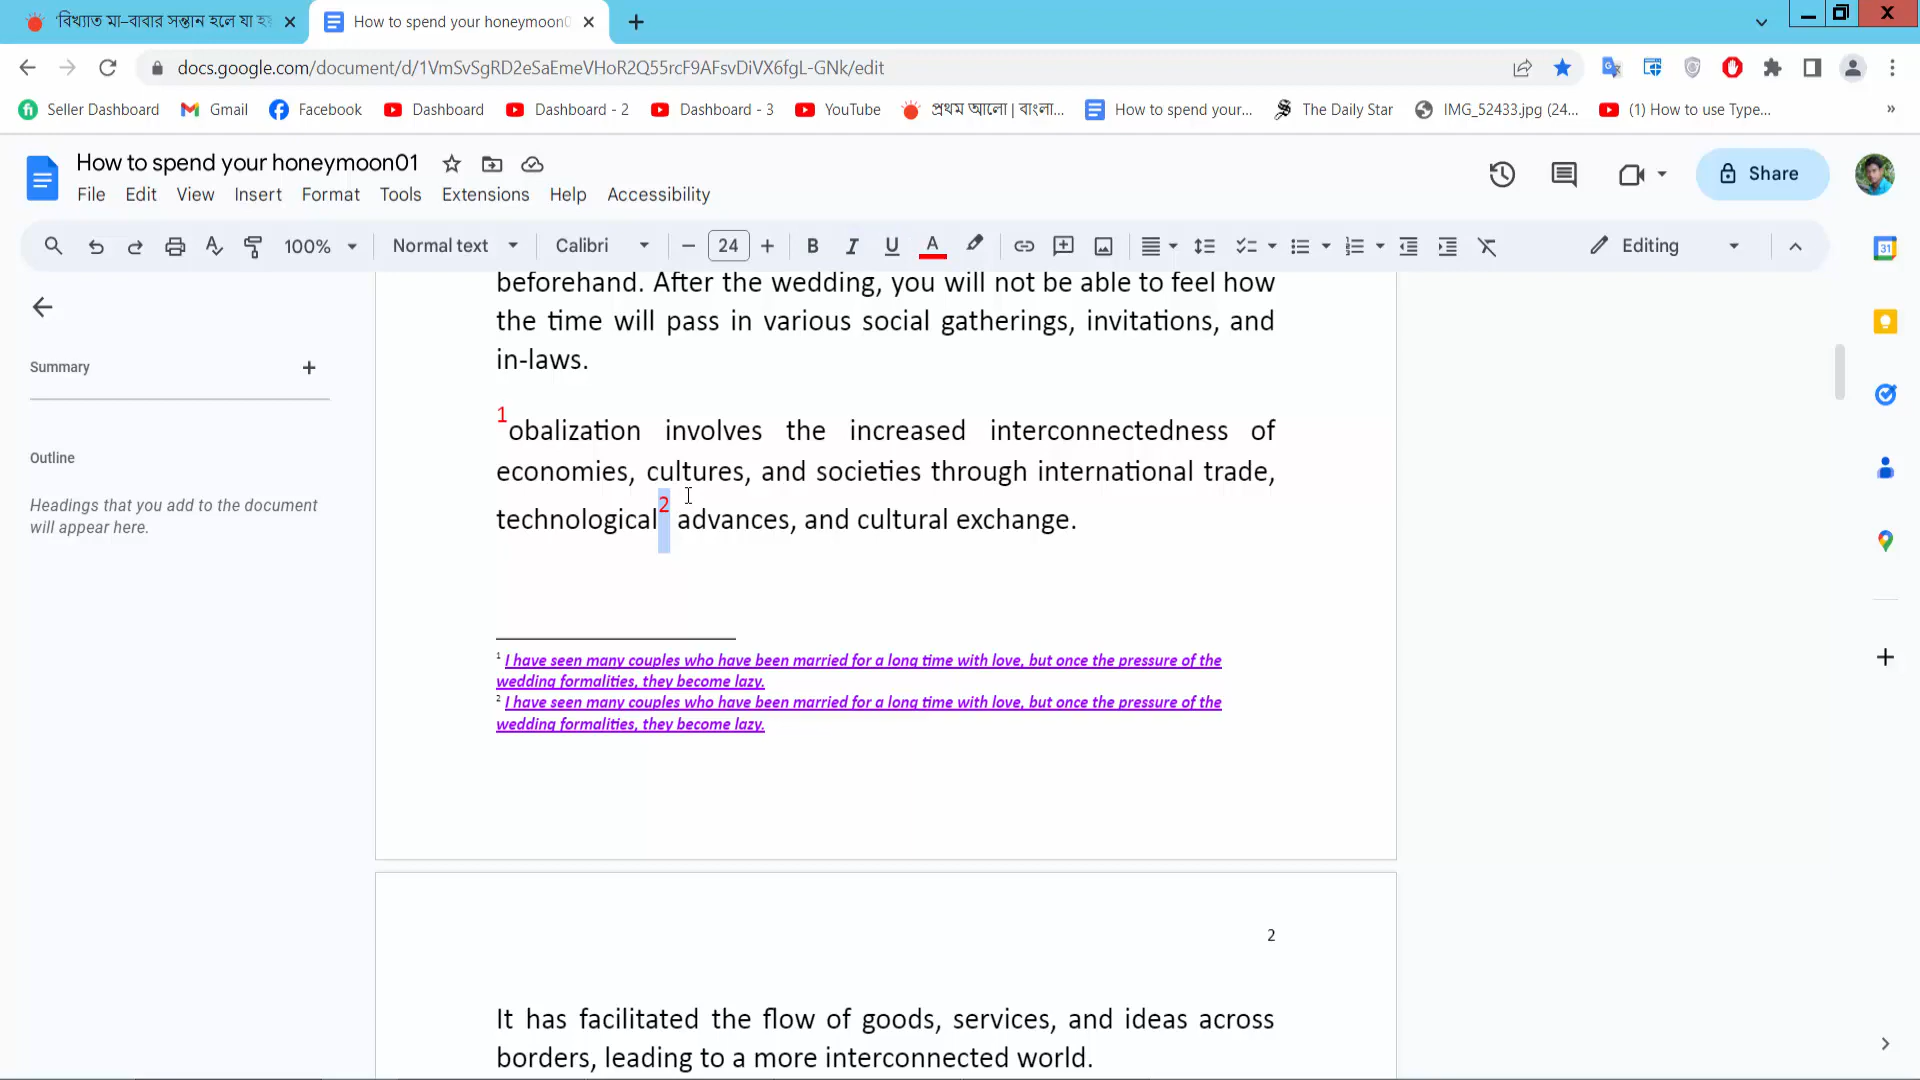 'বিখ্যাত মা–বাবার সন্তান হলে যা হয়
How to spend your honeymoon0
docs.google.com/document/d/1VmSvSgRD2eSaEmeVHoR2Q55rcF9AFsvDiVX6fgL-GNk/edit
Seller Dashboard Gmail Facebook Dashboard Dashboard - 2 Dashboard - 3 YouTube প্রথম আলো | বাংলা... How to spend your... The Daily Star IMG_52433.jpg (24... (1) How to use Type... »
How to spend your honeymoon01
File Edit View Insert Format Tools Extensions Help Accessibility
Share
100% Normal text Calibri 24 B I U A Editing
31
Summary
Outline
Headings that you add to the document
will appear here.
beforehand. After the wedding, you will not be able to feel how
the time will pass in various social gatherings, invitations, and
in-laws.
1obalization involves the increased interconnectedness of
economies, cultures, and societies through international trade,
technological2 advances, and cultural exchange.
1 I have seen many couples who have been married for a long time with love, but once the pressure of the
wedding formalities, they become lazy.
2 I have seen many couples who have been married for a long time with love, but once the pressure of the
wedding formalities, they become lazy.
2
It has facilitated the flow of goods, services, and ideas across
borders, leading to a more interconnected world.